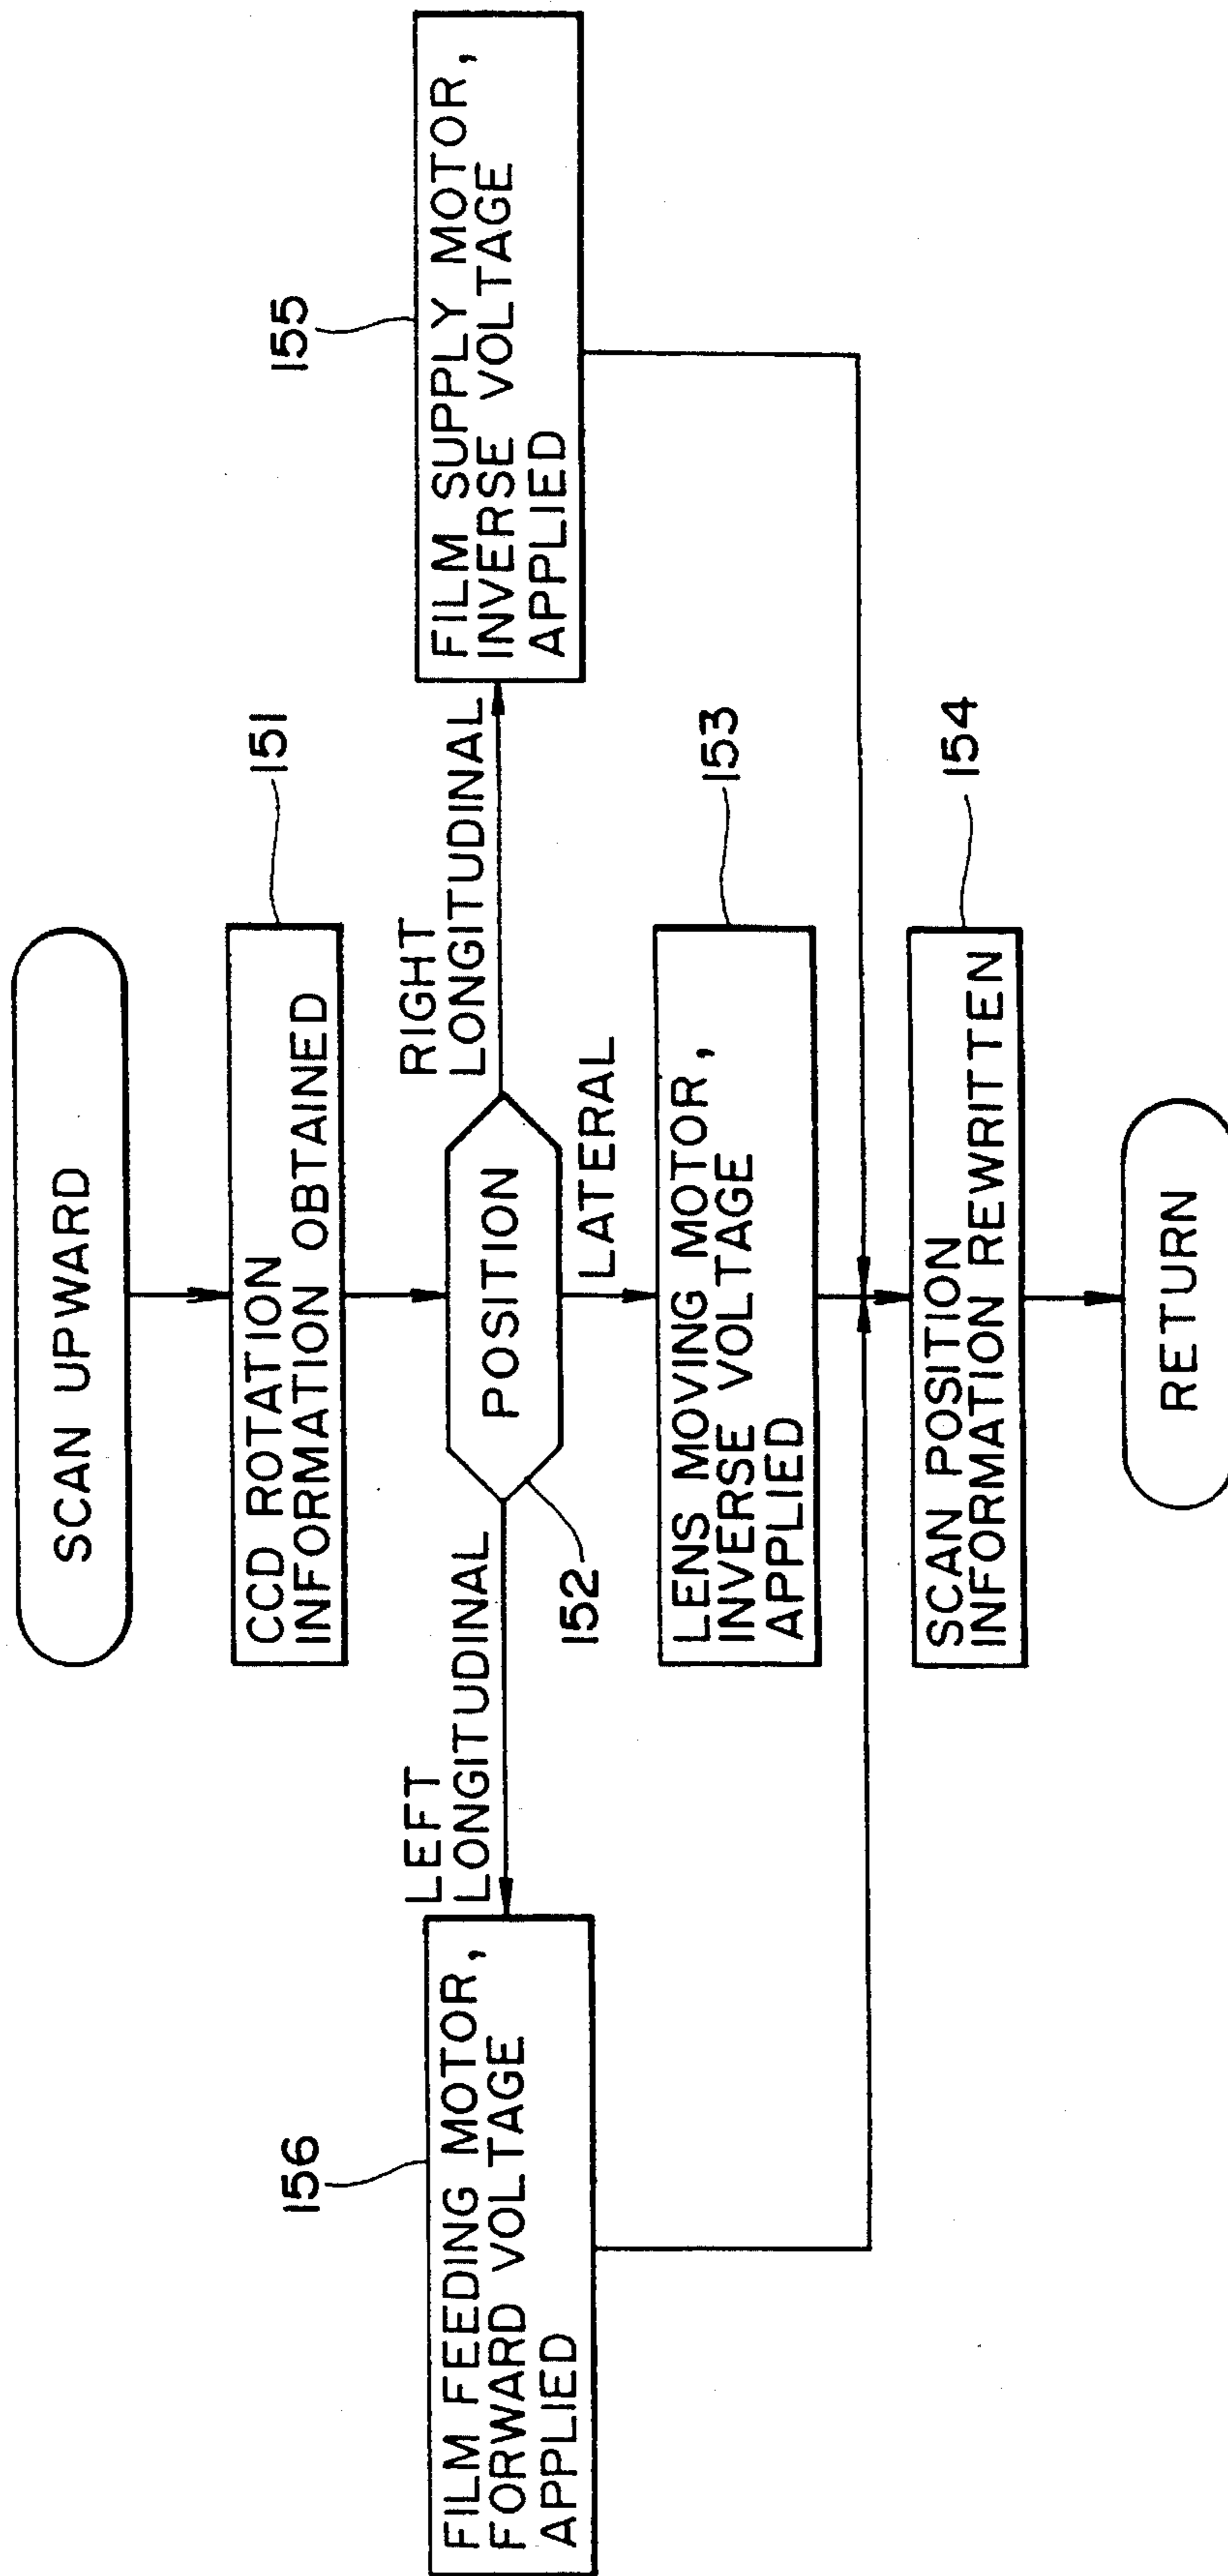 SCAN UPWARD
151
CCD ROTATION
INFORMATION OBTAINED
152
POSITION
LEFT
LONGITUDINAL
RIGHT
LONGITUDINAL
LATERAL
156
FILM FEEDING MOTOR,
FORWARD VOLTAGE
APPLIED
155
FILM SUPPLY MOTOR,
INVERSE VOLTAGE
APPLIED
153
LENS MOVING MOTOR,
INVERSE VOLTAGE
APPLIED
154
SCAN POSITION
INFORMATION REWRITTEN
RETURN